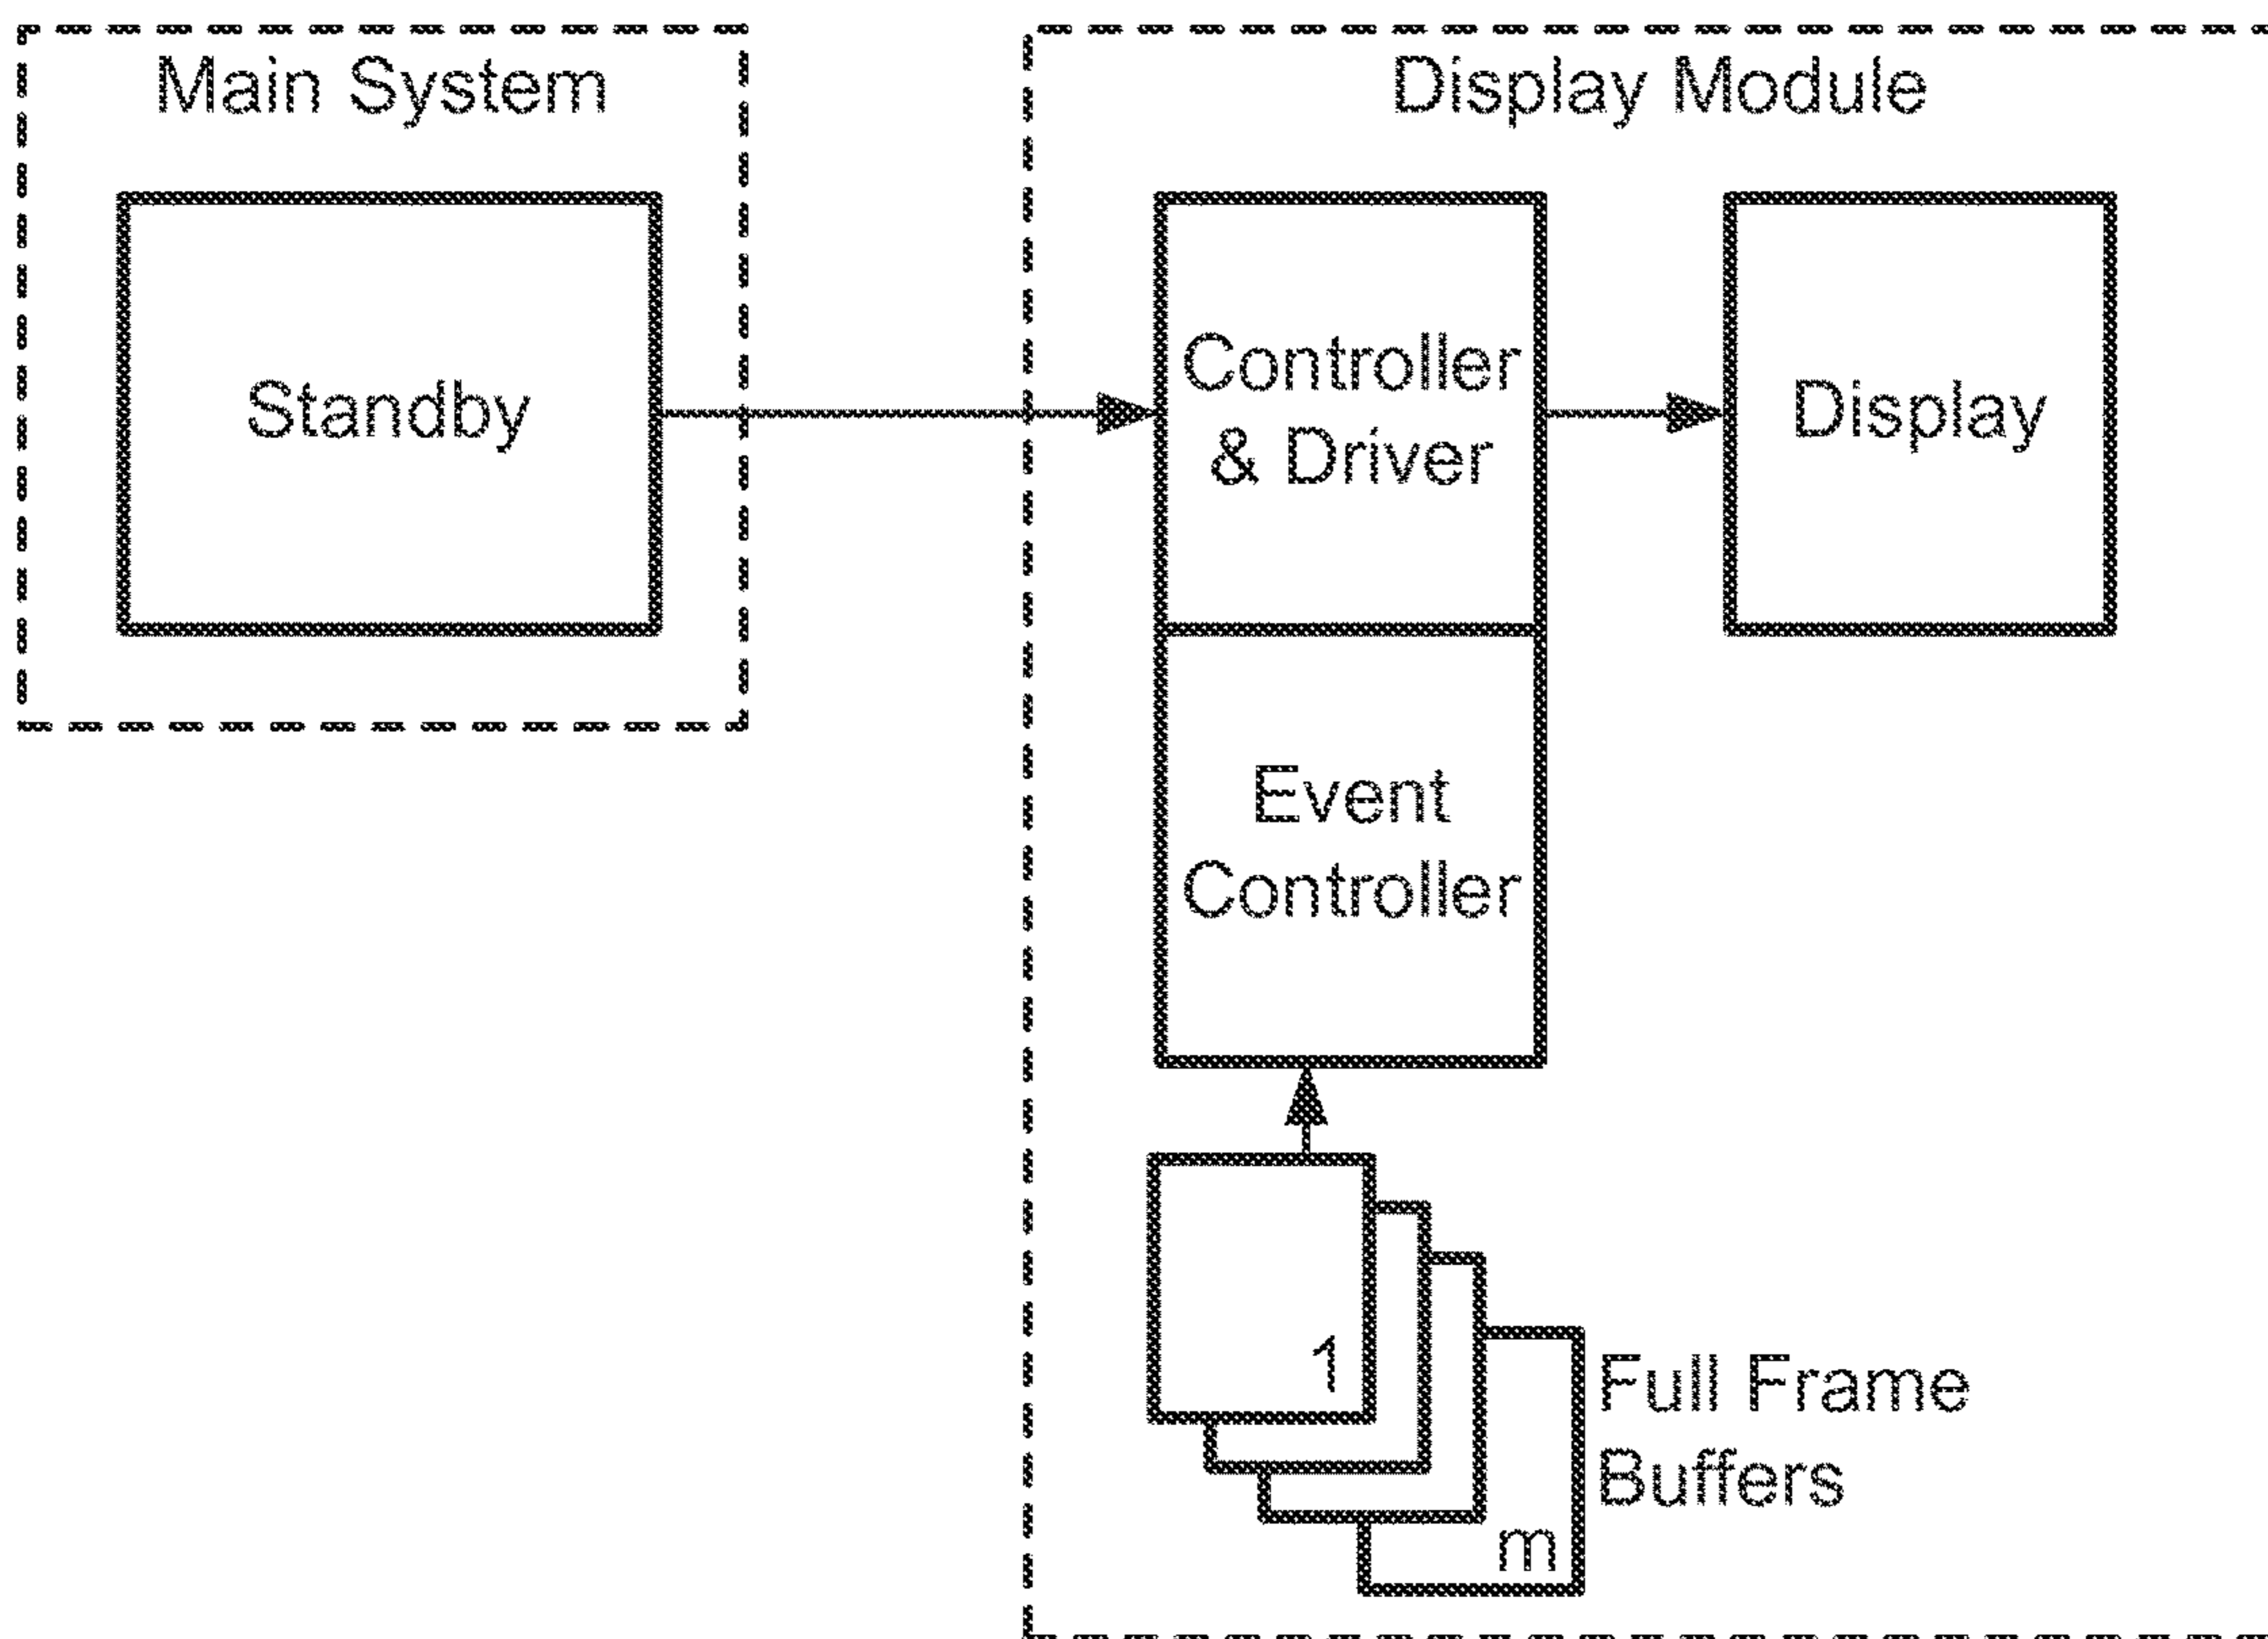 Main System
Standby
Display Module
Controller
& Driver
Display
Event
Controller
1
m
Full Frame
Buffers